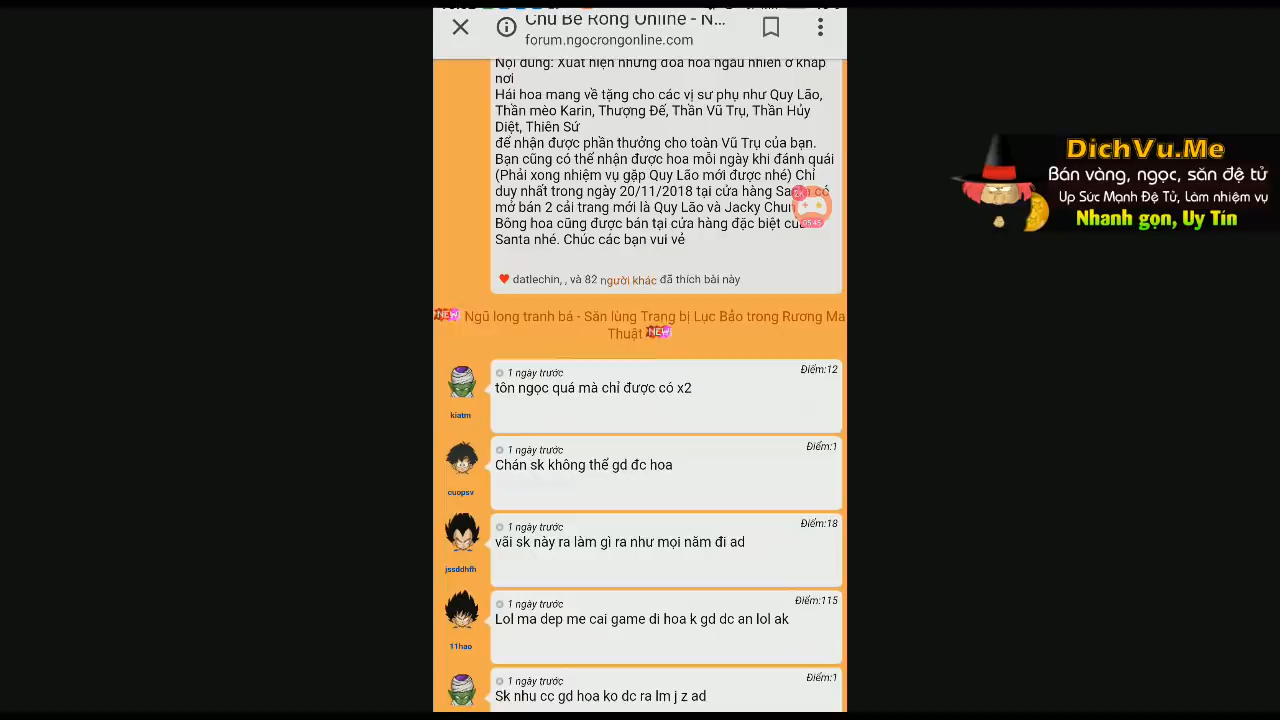 Chú Bé Rồng Online - N...
forum.ngocrongonline.com
Nội dung: Xuất hiện những đóa hoa ngẫu nhiên ở khắp
nơi
Hái hoa mang về tặng cho các vị sư phụ như Quy Lão,
Thần mèo Karin, Thượng Đế, Thần Vũ Trụ, Thần Hủy
Diệt, Thiên Sứ
để nhận được phần thưởng cho toàn Vũ Trụ của bạn.
Bạn cũng có thể nhận được hoa mỗi ngày khi đánh quái
(Phải xong nhiệm vụ gặp Quy Lão mới được nhé) Chỉ
duy nhất trong ngày 20/11/2018 tại cửa hàng Santa có
mở bán 2 cải trang mới là Quy Lão và Jacky Chun
Bông hoa cũng được bán tại cửa hàng đặc biệt của
Santa nhé. Chúc các bạn vui vẻ
05:45
datlechin, , và 82 người khác đã thích bài này
NEW! Ngũ long tranh bá - Săn lùng Trang bị Lục Bảo trong Rương Ma
Thuật NEW!
1 ngày trước
Điểm:12
tôn ngọc quá mà chỉ được có x2
kiatm
1 ngày trước
Điểm:1
Chán sk không thể gd đc hoa
cuopsv
1 ngày trước
Điểm:18
vãi sk này ra làm gì ra như mọi năm đi ad
jssddhfh
1 ngày trước
Điểm:115
Lol ma dep me cai game di hoa k gd dc an lol ak
11hao
1 ngày trước
Điểm:1
Sk nhu cc gd hoa ko dc ra lm j z ad
DichVu.Me
Bán vàng, ngọc, săn đệ tử
Up Sức Mạnh Đệ Tử, Làm nhiệm vụ
Nhanh gọn, Uy Tín